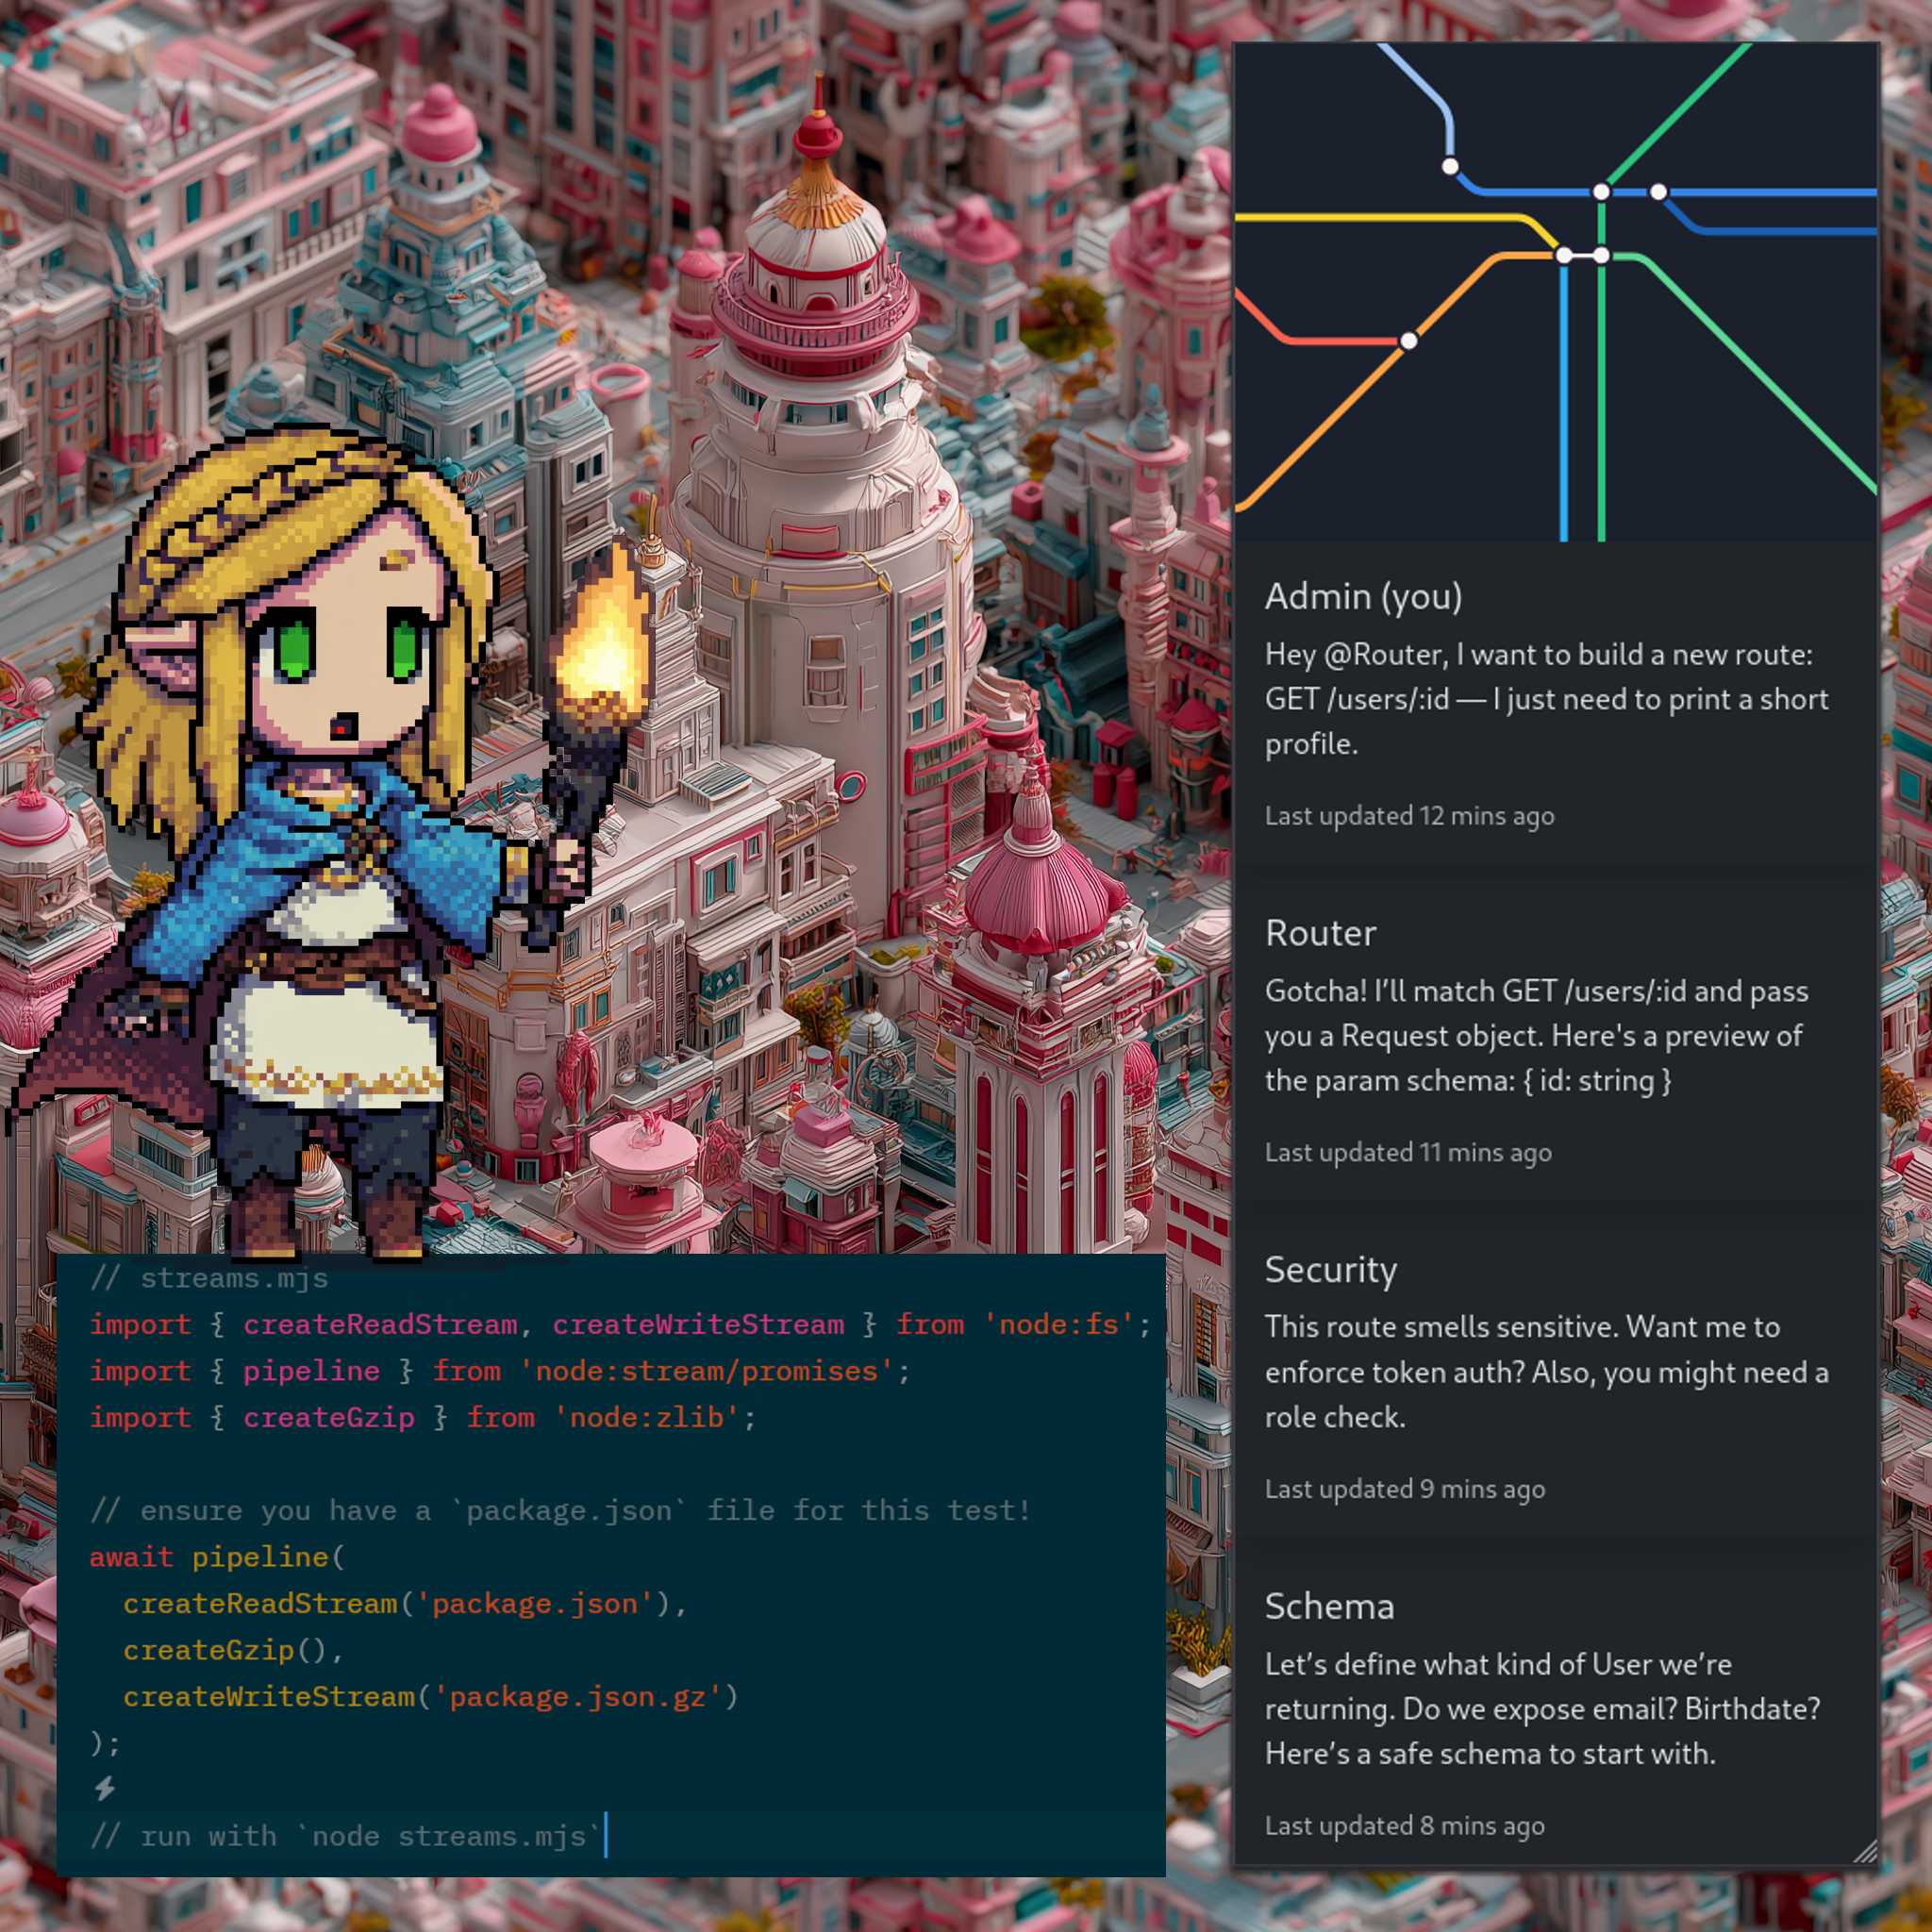 // streams.mjs
import { createReadStream, createWriteStream } from 'node:fs';
import { pipeline } from 'node:stream/promises';
import { createGzip } from 'node:zlib';
// ensure you have a `package.json` file for this test!
await pipeline(
createReadStream('package.json'),
createGzip(),
createWriteStream('package.json.gz')
);
// run with `node streams.mjs`
Admin (you)
Hey @Router, I want to build a new route:
GET /users/:id — I just need to print a short
profile.
Last updated 12 mins ago
Router
Gotcha! I’ll match GET /users/:id and pass
you a Request object. Here's a preview of
the param schema: { id: string }
Last updated 11 mins ago
Security
This route smells sensitive. Want me to
enforce token auth? Also, you might need a
role check.
Last updated 9 mins ago
Schema
Let’s define what kind of User we’re
returning. Do we expose email? Birthdate?
Here’s a safe schema to start with.
Last updated 8 mins ago